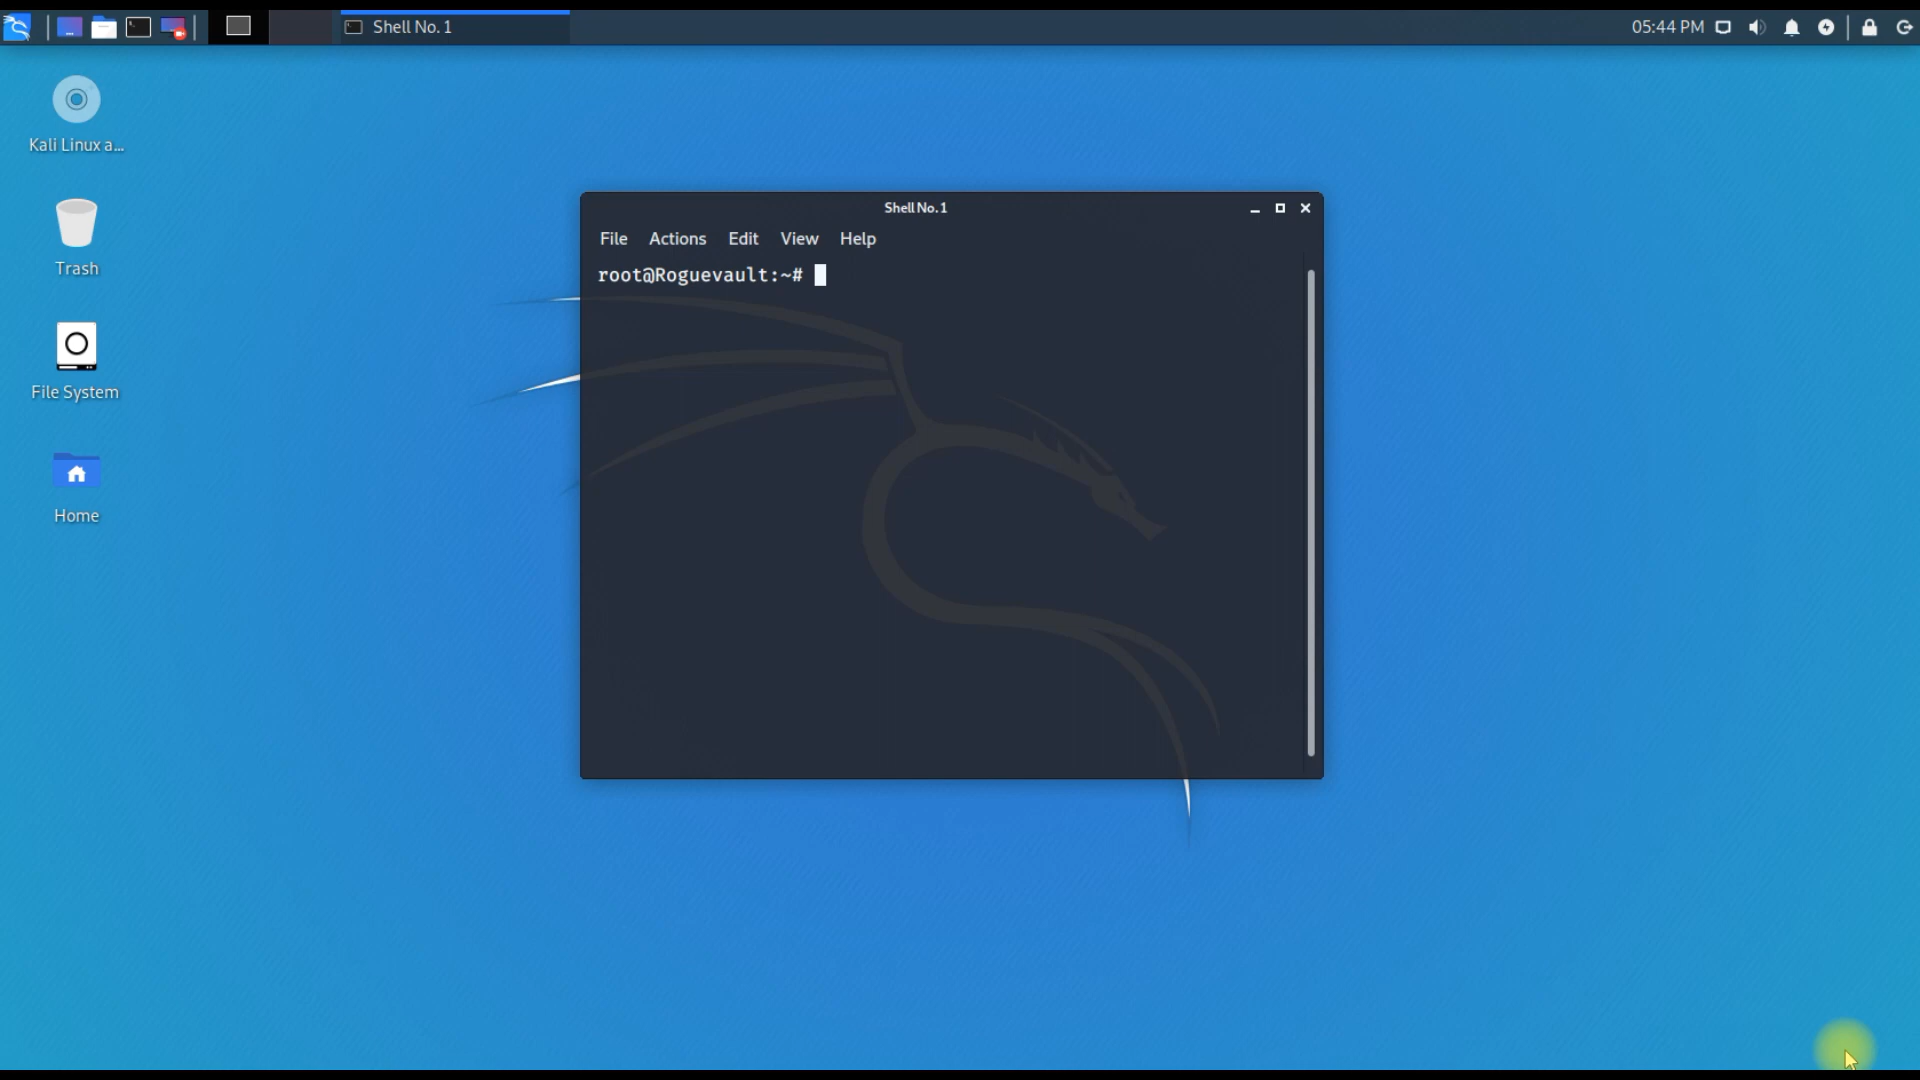 Shell No. 1
05:44 PM
Kali Linux a...
Trash
File System
Home
Shell No. 1
File Actions Edit View Help
root@Roguevault:~#